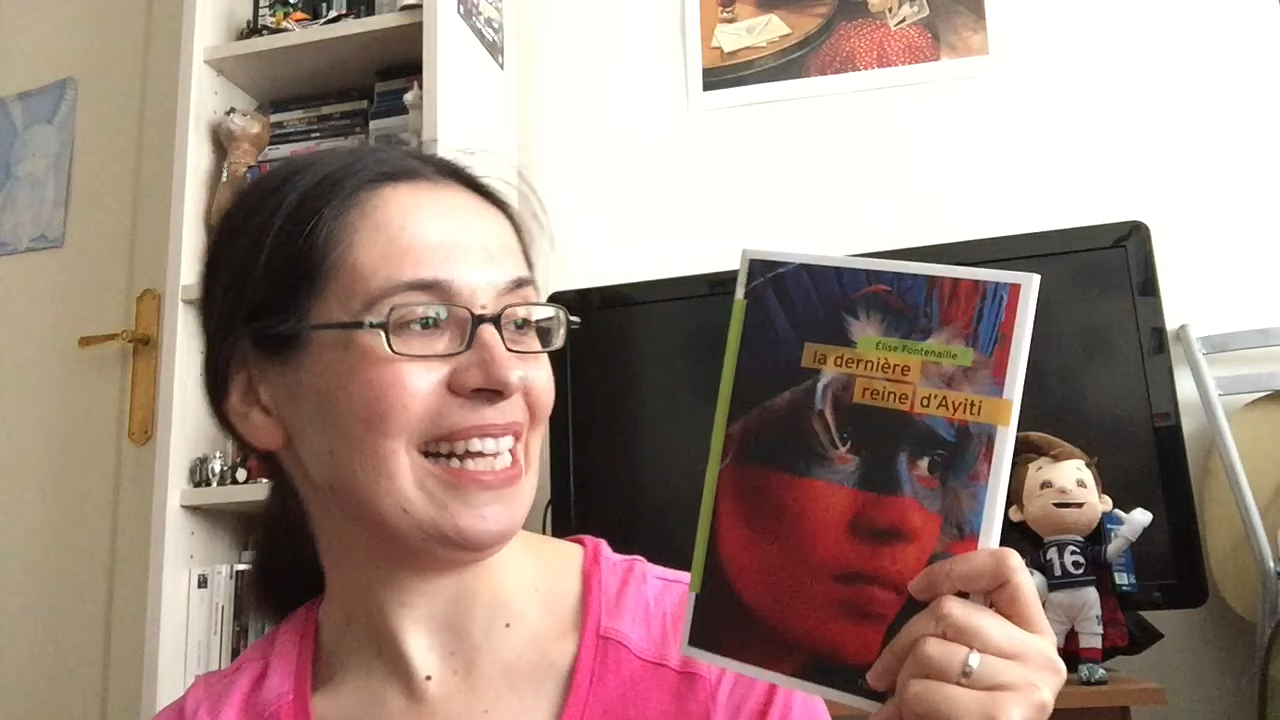 Élise Fontenaille
la dernière
reine d'Ayiti
16